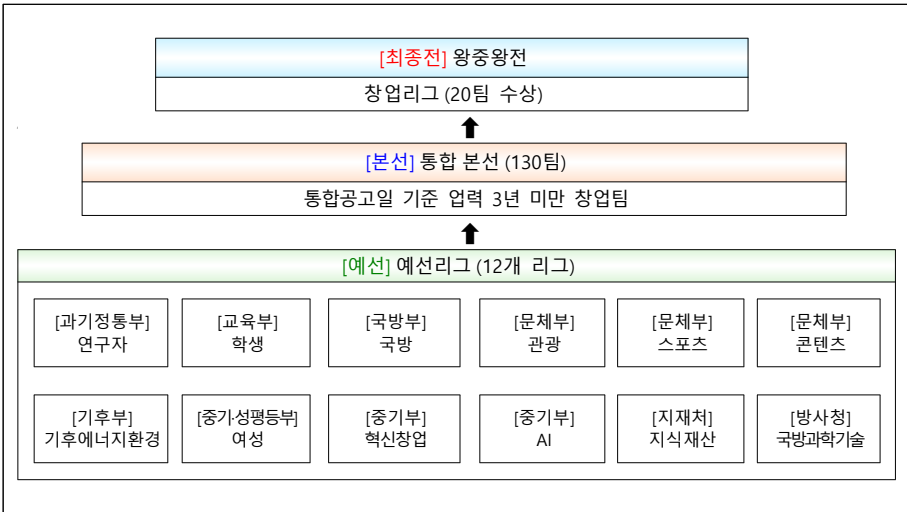 [최종전] 왕중왕전
창업리그 (20팀 수상)
[본선] 통합 본선 (130팀)
통합공고일 기준 업력 3년 미만 창업팀
[예선] 예선리그 (12개 리그)
[과기정통부] [교육부] [국방부] [문체부] [문체부] [문체부]
연구자 학생 국방 관광 스포츠 콘텐츠
[기후부] [중기·성평등부] [중기부] [중기부] [지재처] [방사청]
기후에너지환경 여성 혁신창업 AI 지식재산 국방과학기술